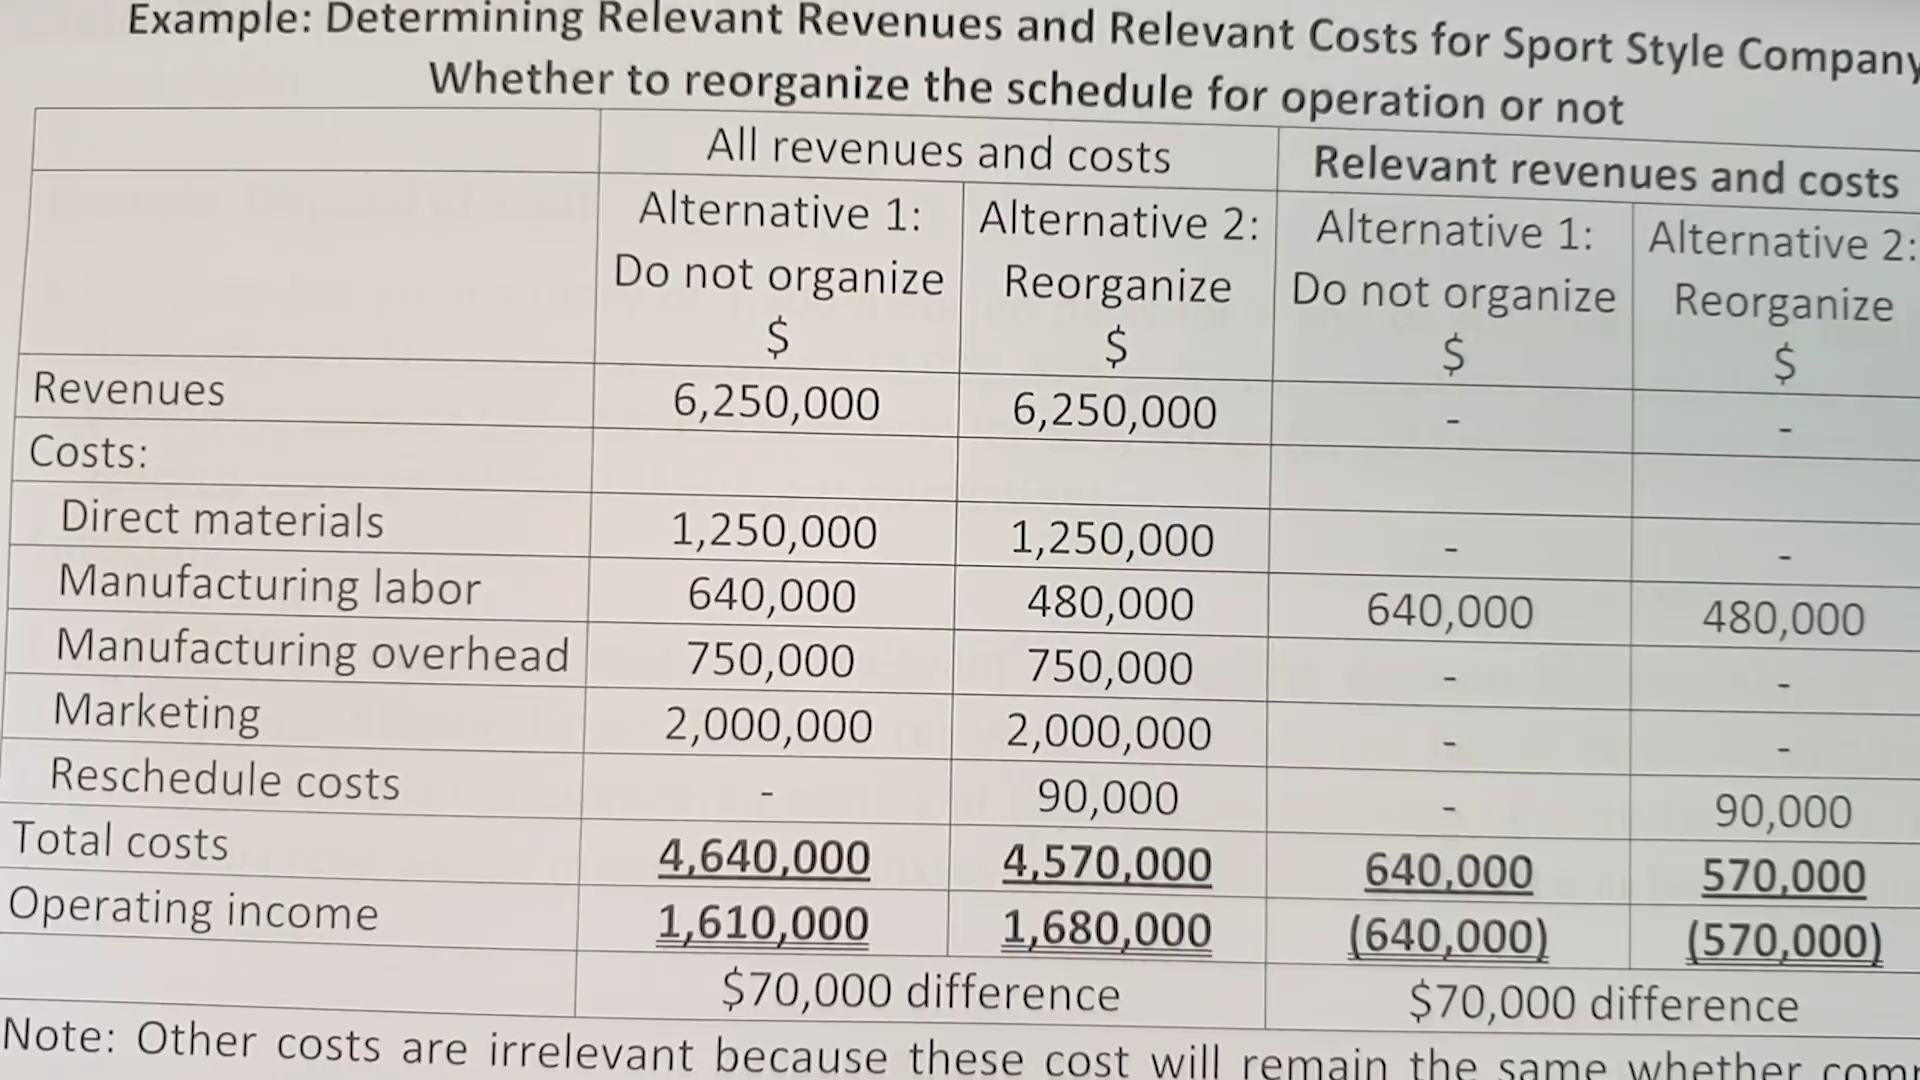 Example: Determining Relevant Revenues and Relevant Costs for Sport Style Company
Whether to reorganize the schedule for operation or not
All revenues and costs Relevant revenues and costs
Alternative 1: Alternative 2: Alternative 1: Alternative 2:
Do not organize Reorganize Do not organize Reorganize
$ $ $ $
Revenues 6,250,000 6,250,000 - -
Costs:
Direct materials 1,250,000 1,250,000 - -
Manufacturing labor 640,000 480,000 640,000 480,000
Manufacturing overhead 750,000 750,000 - -
Marketing 2,000,000 2,000,000 - -
Reschedule costs - 90,000 - 90,000
Total costs 4,640,000 4,570,000 640,000 570,000
Operating income 1,610,000 1,680,000 (640,000) (570,000)
$70,000 difference $70,000 difference
Note: Other costs are irrelevant because these cost will remain the same whether